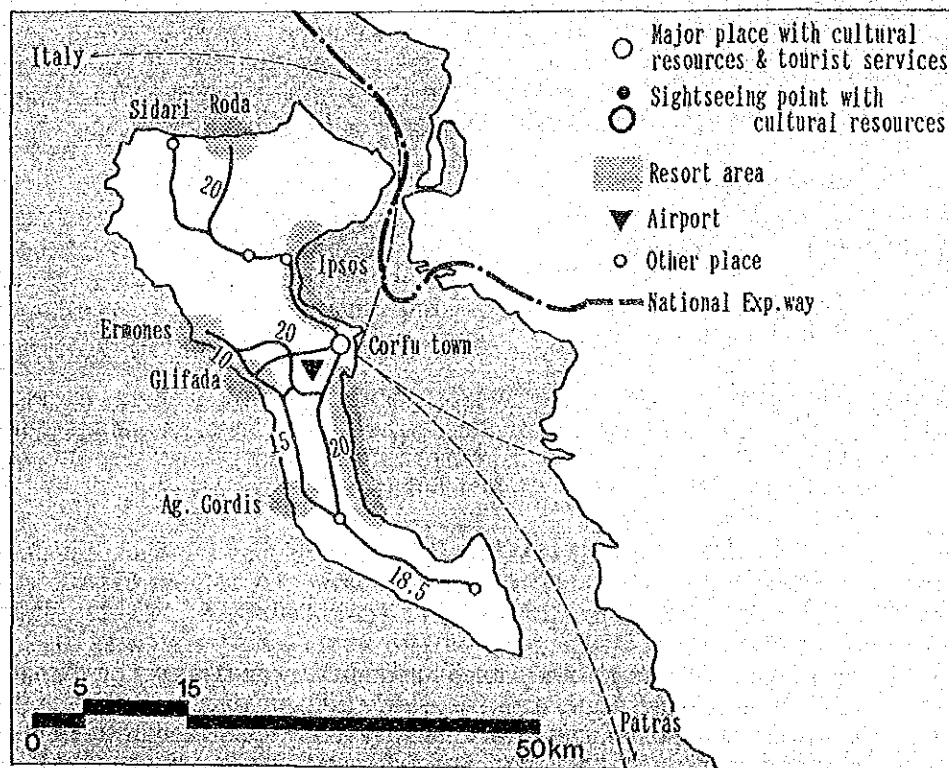 Italy
Sidari Roda
20
Ipsos
Ermones
20
10
Corfu town
Glifada
15
20
Ag. Gordis
18.5
Patras
Major place with cultural
resources & tourist services
Sightseeing point with
cultural resources
Resort area
Airport
Other place
National Exp.way
5 15
0 50km